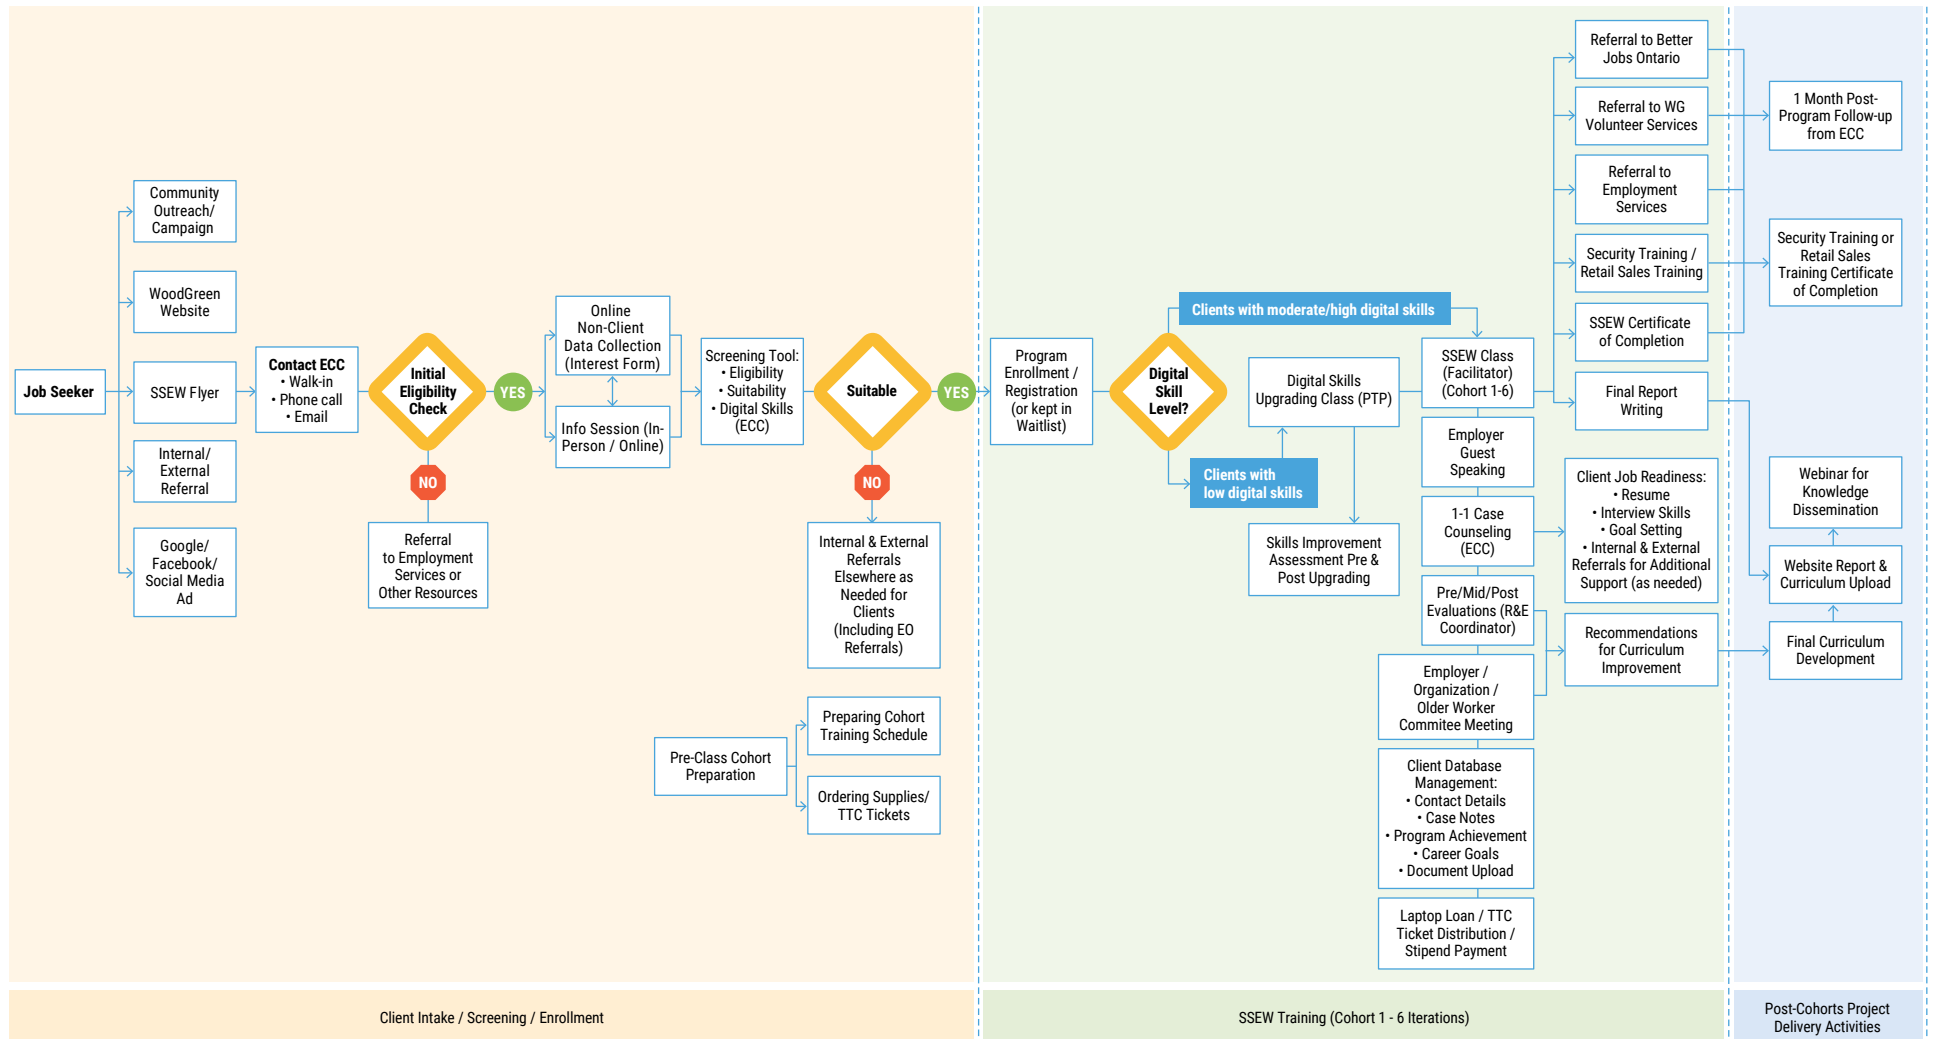 Job Seeker
Community
Outreach/
Campaign
WoodGreen
Website
SSEW Flyer
Internal/
External
Referral
Google/
Facebook/
Social Media
Ad
Contact ECC
• Walk-in
• Phone call
• Email
Initial
Eligibility
Check
YES
NO
Referral
to Employment
Services or
Other Resources
Online
Non-Client
Data Collection
(Interest Form)
Info Session (In-
Person / Online)
Screening Tool:
• Eligibility
• Suitability
• Digital Skills
(ECC)
Suitable
YES
NO
Internal & External
Referrals
Elsewhere as
Needed for
Clients
(Including EO
Referrals)
Pre-Class Cohort
Preparation
Preparing Cohort
Training Schedule
Ordering Supplies/
TTC Tickets
Client Intake / Screening / Enrollment
Program
Enrollment /
Registration
(or kept in
Waitlist)
Digital
Skill
Level?
Clients with moderate/high digital skills
Clients with
low digital skills
Digital Skills
Upgrading Class (PTP)
Skills Improvement
Assessment Pre &
Post Upgrading
SSEW Class
(Facilitator)
(Cohort 1-6)
Employer
Guest
Speaking
1-1 Case
Counseling
(ECC)
Pre/Mid/Post
Evaluations (R&E
Coordinator)
Employer /
Organization /
Older Worker
Commitee Meeting
Client Database
Management:
• Contact Details
• Case Notes
• Program Achievement
• Career Goals
• Document Upload
Laptop Loan / TTC
Ticket Distribution /
Stipend Payment
Referral to Better
Jobs Ontario
Referral to WG
Volunteer Services
Referral to
Employment
Services
Security Training /
Retail Sales Training
SSEW Certificate
of Completion
Final Report
Writing
Client Job Readiness:
• Resume
• Interview Skills
• Goal Setting
• Internal & External
Referrals for Additional
Support (as needed)
Recommendations
for Curriculum
Improvement
SSEW Training (Cohort 1 - 6 Iterations)
1 Month Post-
Program Follow-up
from ECC
Security Training or
Retail Sales
Training Certificate
of Completion
Webinar for
Knowledge
Dissemination
Website Report &
Curriculum Upload
Final Curriculum
Development
Post-Cohorts Project
Delivery Activities